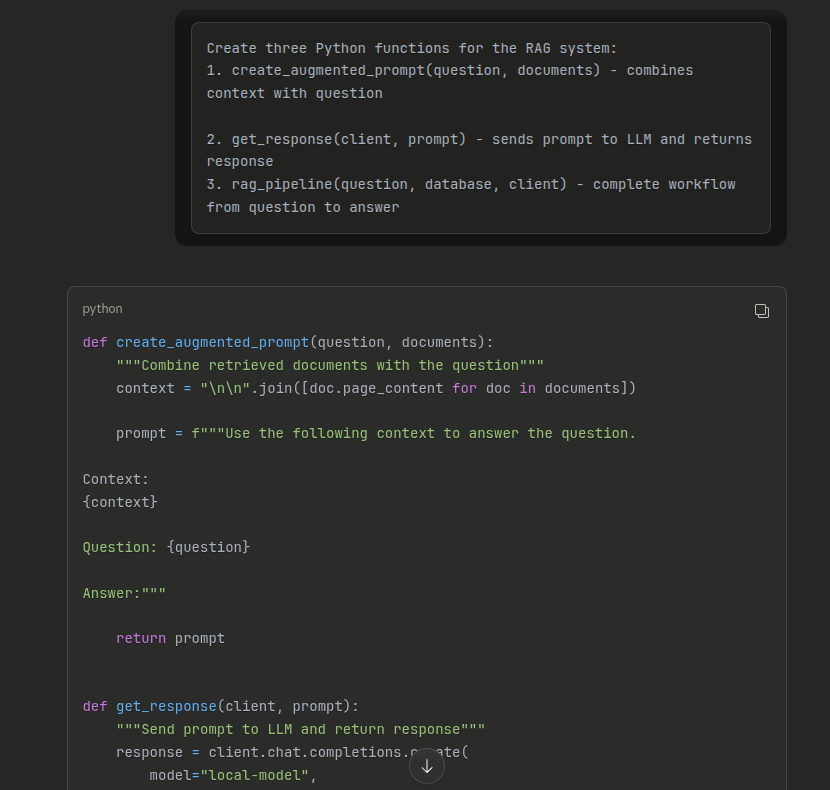 Create three Python functions for the RAG system:
1. create_augmented_prompt(question, documents) - combines
context with question
2. get_response(client, prompt) - sends prompt to LLM and returns
response
3. rag_pipeline(question, database, client) - complete workflow
from question to answer
python
def create_augmented_prompt(question, documents):
    """Combine retrieved documents with the question"""
    context = "\n\n".join([doc.page_content for doc in documents])
    prompt = f"""Use the following context to answer the question.
Context:
{context}
Question: {question}
Answer:"""
    return prompt
def get_response(client, prompt):
    """Send prompt to LLM and return response"""
    response = client.chat.completions.create(
        model="local-model",